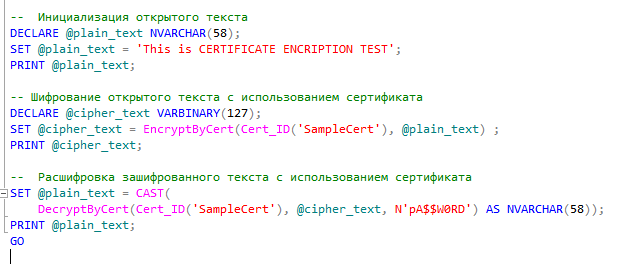 --  Инициализация открытого текста
DECLARE @plain_text NVARCHAR(58);
SET @plain_text = 'This is CERTIFICATE ENCRIPTION TEST';
PRINT @plain_text;
-- Шифрование открытого текста с использованием сертификата
DECLARE @cipher_text VARBINARY(127);
SET @cipher_text = EncryptByCert(Cert_ID('SampleCert'), @plain_text) ;
PRINT @cipher_text;
--  Расшифровка зашифрованного текста с использованием сертификата
SET @plain_text = CAST(
DecryptByCert(Cert_ID('SampleCert'), @cipher_text, N'pA$$W0RD') AS NVARCHAR(58));
PRINT @plain_text;
GO